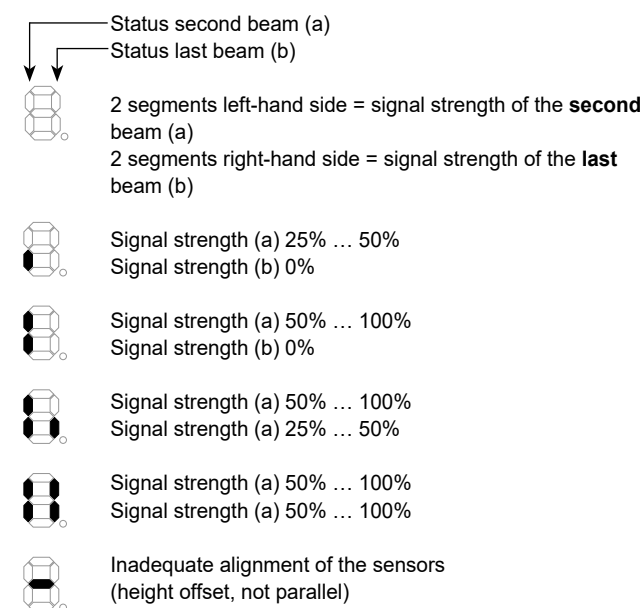 Status second beam (a)
Status last beam (b)
2 segments left-hand side = signal strength of the second
beam (a)
2 segments right-hand side = signal strength of the last
beam (b)
Signal strength (a) 25% … 50%
Signal strength (b) 0%
Signal strength (a) 50% … 100%
Signal strength (b) 0%
Signal strength (a) 50% … 100%
Signal strength (a) 25% … 50%
Signal strength (a) 50% … 100%
Signal strength (a) 50% … 100%
Inadequate alignment of the sensors
(height offset, not parallel)